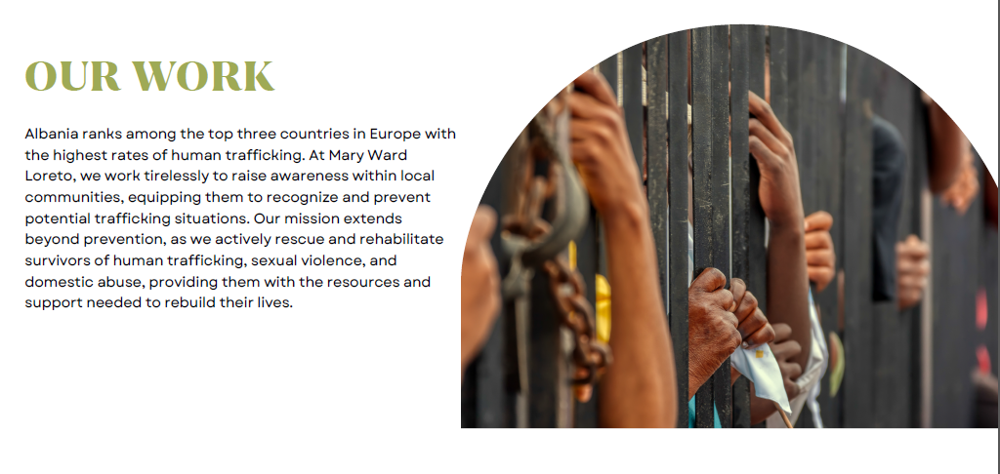 OUR WORK
Albania ranks among the top three countries in Europe with
the highest rates of human trafficking. At Mary Ward
Loreto, we work tirelessly to raise awareness within local
communities, equipping them to recognize and prevent
potential trafficking situations. Our mission extends
beyond prevention, as we actively rescue and rehabilitate
survivors of human trafficking, sexual violence, and
domestic abuse, providing them with the resources and
support needed to rebuild their lives.